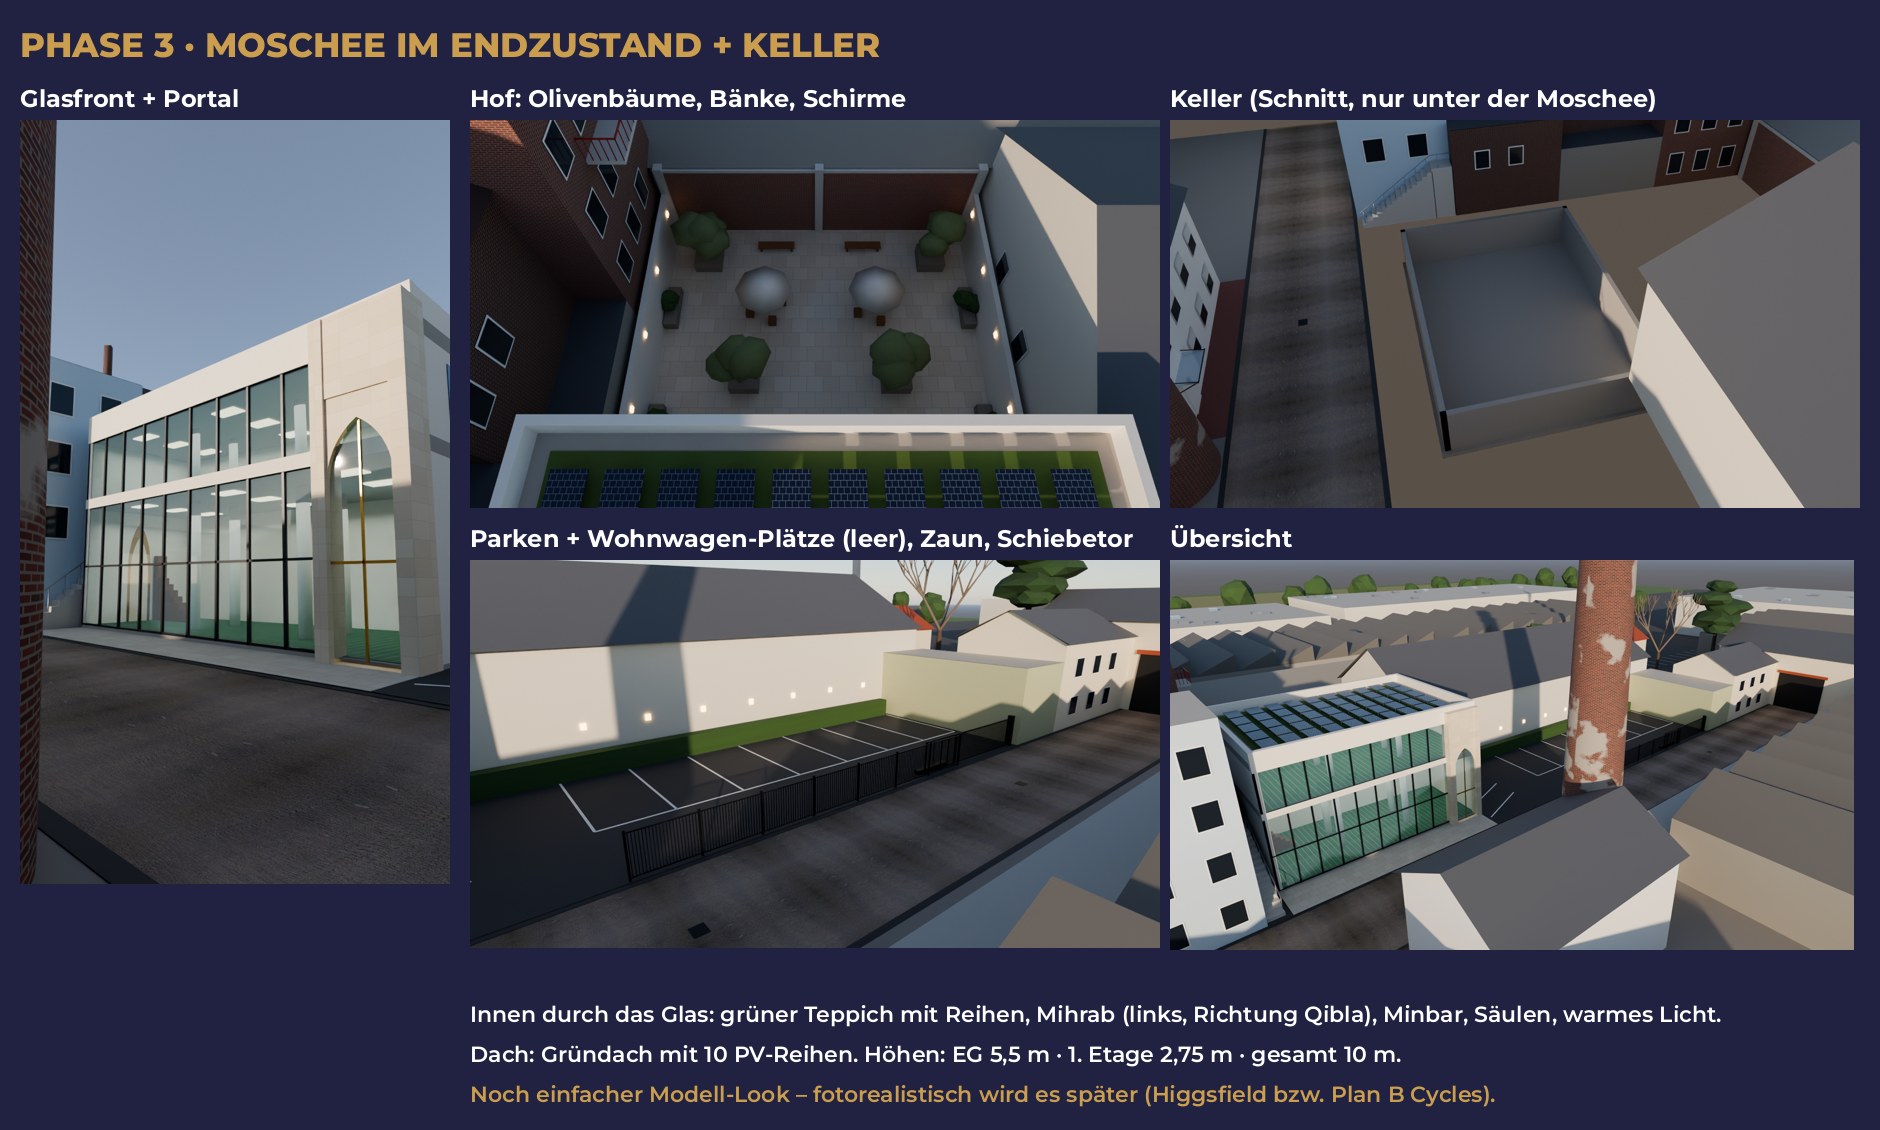 PHASE 3 · MOSCHEE IM ENDZUSTAND + KELLER
Glasfront + Portal
Hof: Olivenbäume, Bänke, Schirme
Keller (Schnitt, nur unter der Moschee)
Parken + Wohnwagen-Plätze (leer), Zaun, Schiebetor
Übersicht
Innen durch das Glas: grüner Teppich mit Reihen, Mihrab (links, Richtung Qibla), Minbar, Säulen, warmes Licht.
Dach: Gründach mit 10 PV-Reihen. Höhen: EG 5,5 m · 1. Etage 2,75 m · gesamt 10 m.
Noch einfacher Modell-Look – fotorealistisch wird es später (Higgsfield bzw. Plan B Cycles).